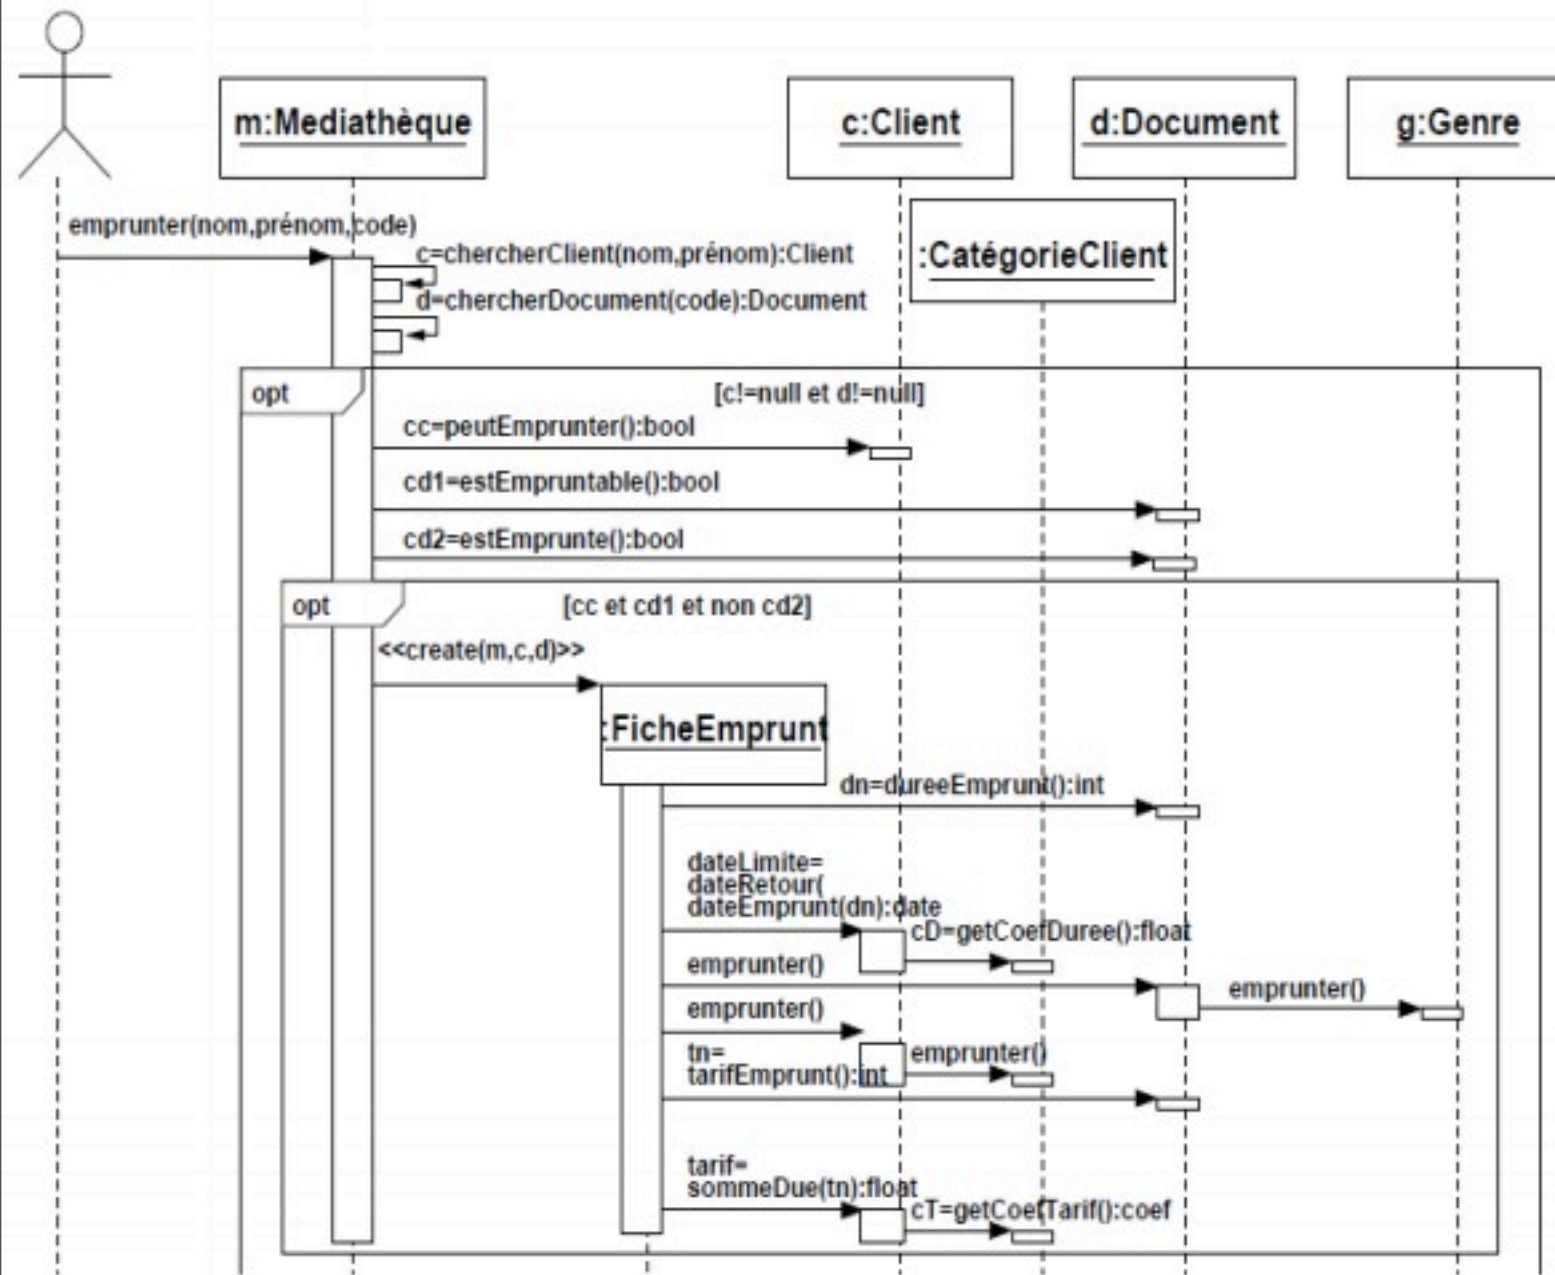 m:Mediathèque
c:Client
d:Document
g:Genre
emprunter(nom,prénom,code)
c=chercherClient(nom,prénom):Client
:CatégorieClient
d=chercherDocument(code):Document
opt
[c!=null et d!=null]
cc=peutEmprunter():bool
cd1=estEmpruntable():bool
cd2=estEmprunte():bool
opt
[cc et cd1 et non cd2]
<<create(m,c,d)>>
:FicheEmprunt
dn=dureeEmprunt():int
dateLimite=
dateRetour(
dateEmprunt(dn):date
cD=getCoefDuree():float
emprunter()
emprunter()
emprunter()
tn=
tarifEmprunt():int
emprunter()
tarif=
sommeDue(tn):float
cT=getCoefTarif():coef